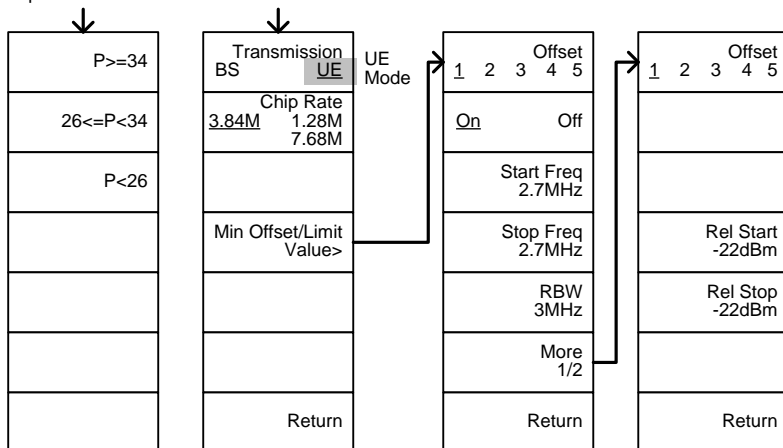 P>=34
26<=P<34
P<26
Transmission
BS UE
UE
Mode
Chip Rate
3.84M 1.28M
7.68M
Min Offset/Limit
Value>
Return
Offset
1 2 3 4 5
On Off
Start Freq
2.7MHz
Stop Freq
2.7MHz
RBW
3MHz
More
1/2
Return
Offset
1 2 3 4 5
Rel Start
-22dBm
Rel Stop
-22dBm
Return